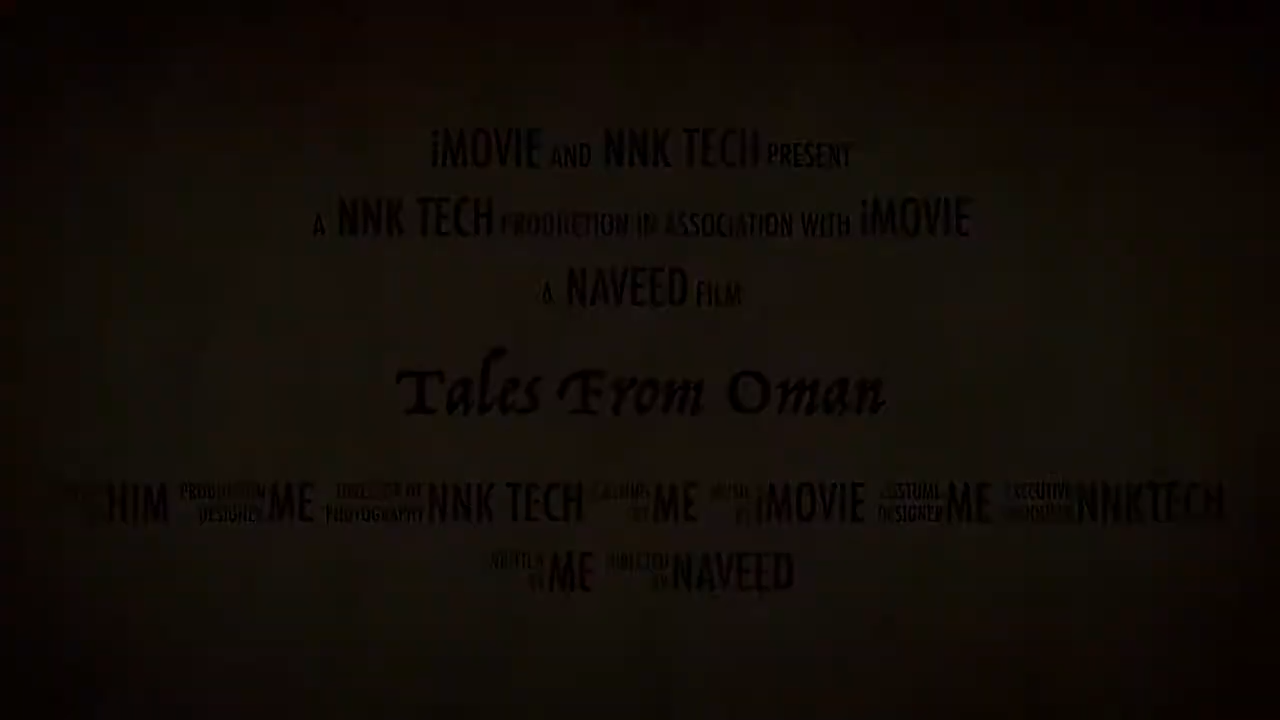 iMOVIE AND NNK TECH PRESENT
A NNK TECH PRODUCTION IN ASSOCIATION WITH iMOVIE
A NAVEED FILM
Tales From Oman
HIM PRODUCTION DESIGNER ME DIRECTOR OF PHOTOGRAPHY NNK TECH CASTING BY ME MUSIC BY iMOVIE COSTUME DESIGNER ME EXECUTIVE PRODUCER NNKTECH
WRITTEN BY ME DIRECTED BY NAVEED